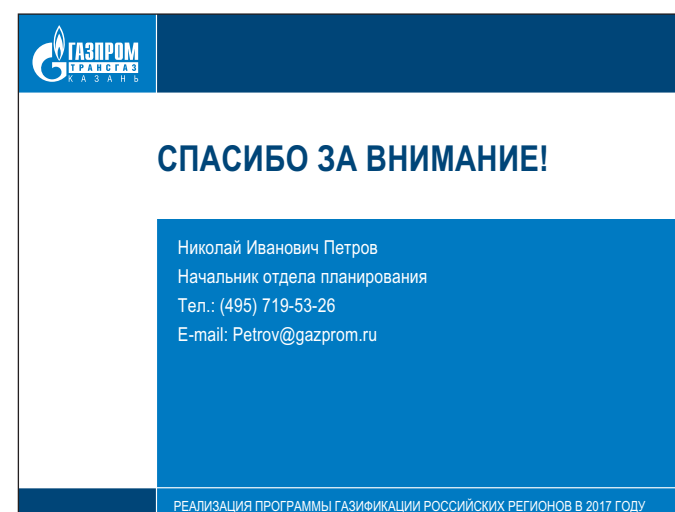 ГАЗПРОМ
ТРАНСГАЗ
КАЗАНЬ
СПАСИБО ЗА ВНИМАНИЕ!
Николай Иванович Петров
Начальник отдела планирования
Тел.: (495) 719-53-26
E-mail: Petrov@gazprom.ru
РЕАЛИЗАЦИЯ ПРОГРАММЫ ГАЗИФИКАЦИИ РОССИЙСКИХ РЕГИОНОВ В 2017 ГОДУ